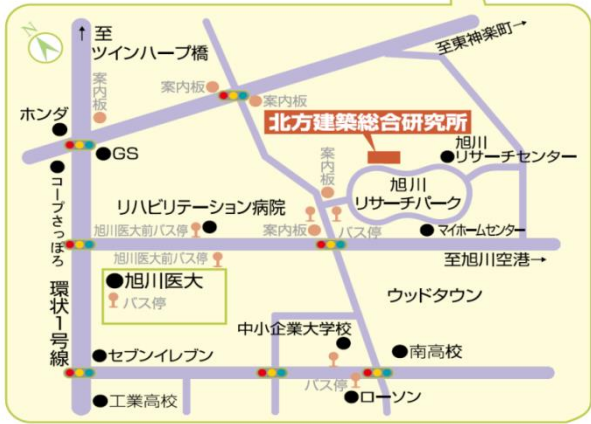 N
↑至
ツインハープ橋
至東神楽町→
案内板
案内板
案内板
ホンダ
GS
北方建築総合研究所
旭川
リサーチセンター
案内板
旭川
リサーチパーク
コープさっぽろ
リハビリテーション病院
旭川医大前バス停
案内板
バス停
マイホームセンター
旭川医大前バス停
至旭川空港→
旭川医大
バス停
環状1号線
ウッドタウン
中小企業大学校
セブンイレブン
南高校
バス停
工業高校
ローソン